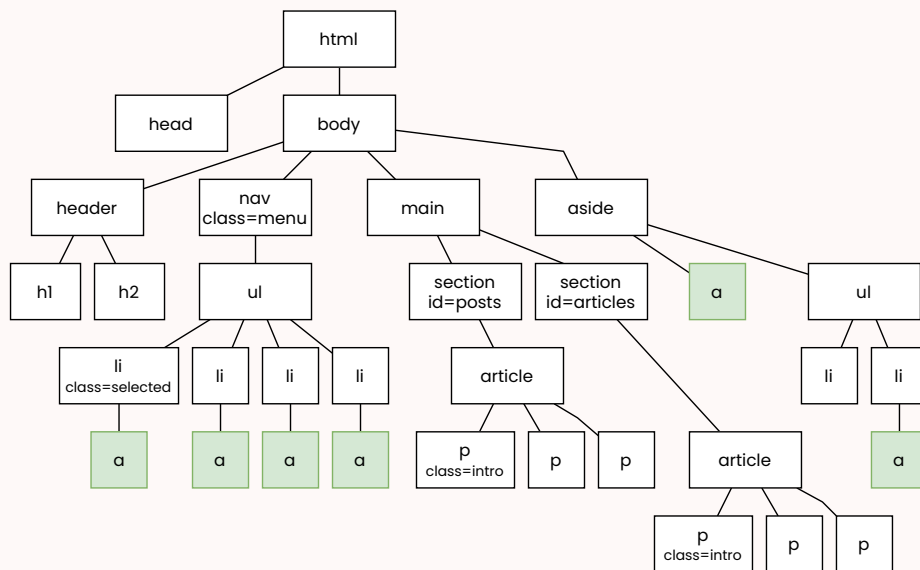 html
head
body
header
nav
class=menu
main
aside
h1
h2
ul
section
id=posts
section
id=articles
a
ul
li
class=selected
li
li
li
article
li
li
a
a
a
a
p
class=intro
p
p
article
a
p
class=intro
p
p